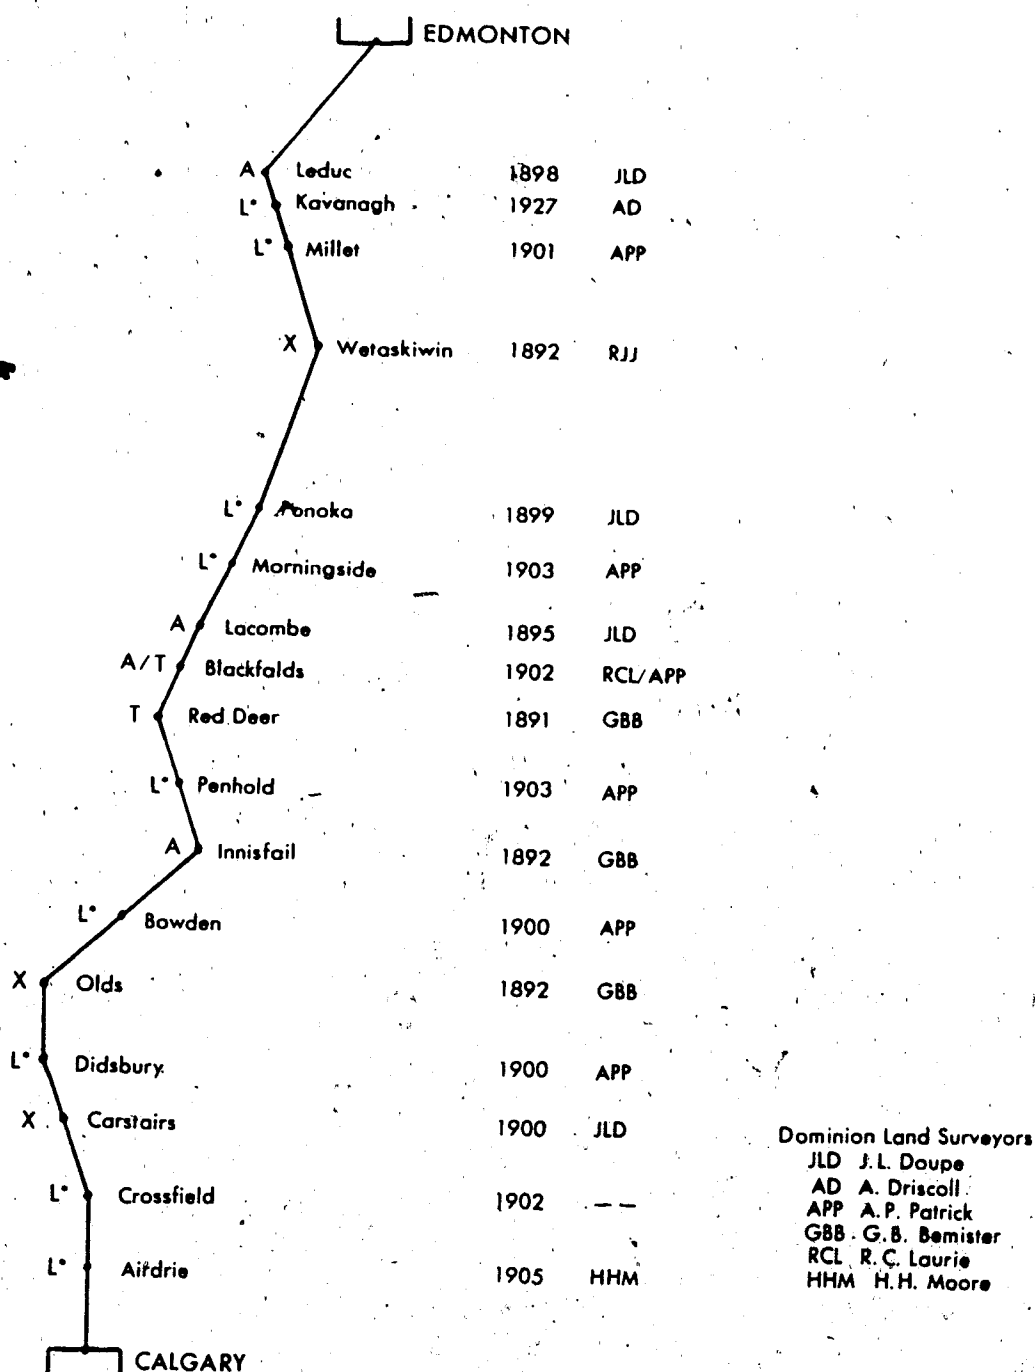 EDMONTON
A Leduc 1898 JLD
L• Kavanagh 1927 AD
L• Millet 1901 APP
X Wetaskiwin 1892 RJJ
L• Ponoka 1899 JLD
L• Morningside 1903 APP
A Lacombe 1895 JLD
A/T Blackfalds 1902 RCL/APP
T Red Deer 1891 GBB
L• Penhold 1903 APP
A Innisfail 1892 GBB
L• Bowden 1900 APP
X Olds 1892 GBB
L• Didsbury 1900 APP
X Carstairs 1900 JLD
L• Crossfield 1902 --
L• Airdrie 1905 HHM
CALGARY
Dominion Land Surveyors
JLD J.L. Doupe
AD A. Driscoll
APP A.P. Patrick
GBB G.B. Bemister
RCL R.C. Laurie
HHM H.H. Moore